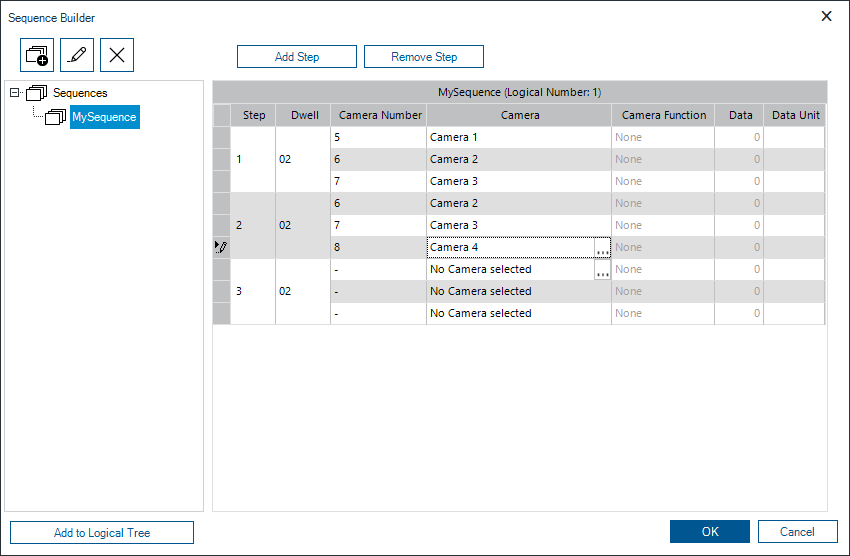 Sequence Builder
Add Step Remove Step
Sequences
MySequence
MySequence (Logical Number: 1)
Step Dwell Camera Number Camera Camera Function Data Data Unit
1 02 5 Camera 1 None 0
6 Camera 2 None 0
7 Camera 3 None 0
2 02 6 Camera 2 None 0
7 Camera 3 None 0
8 Camera 4 ... None 0
3 02 - No Camera selected ... None 0
- No Camera selected None 0
- No Camera selected None 0
Add to Logical Tree
OK Cancel